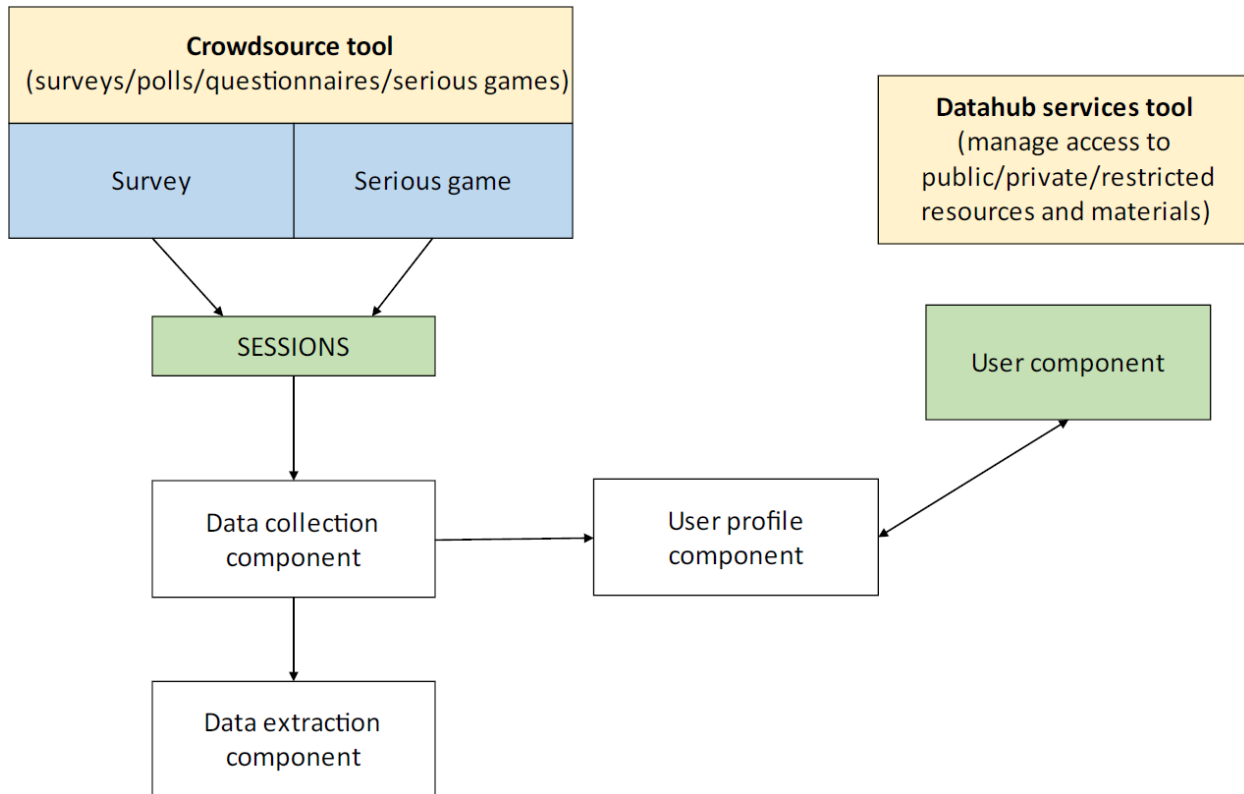 Crowdsource tool
(surveys/polls/questionnaires/serious games)
Survey
Serious game
Datahub services tool
(manage access to
public/private/restricted
resources and materials)
SESSIONS
User component
Data collection
component
User profile
component
Data extraction
component